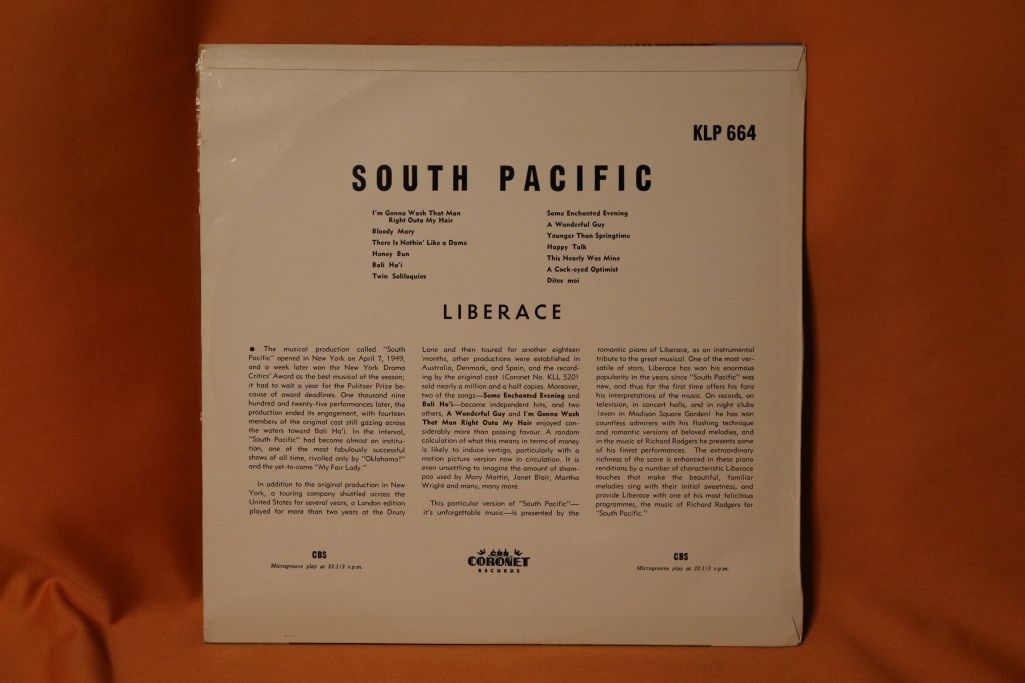 KLP 664
SOUTH PACIFIC
I'm Gonna Wash That Man
Right Outa My Hair
Bloody Mary
There Is Nothin' Like a Dame
Honey Bun
Bali Ha'i
Twin Soliloquies
Some Enchanted Evening
A Wonderful Guy
Younger Than Springtime
Happy Talk
This Nearly Was Mine
A Cock-eyed Optimist
Dites moi
LIBERACE
● The musical production called "South
Pacific" opened in New York on April 7, 1949,
and a week later won the New York Drama
Critics' Award as the best musical of the season;
it had to wait a year for the Pulitzer Prize be-
cause of award deadlines. One thousand nine
hundred and twenty-five performances later, the
production ended its engagement, with fourteen
members of the original cast still gazing across
the waters toward Bali Ha'i. In the interval,
"South Pacific" had become almost an institu-
tion, one of the most fabulously successful
shows of all time, rivalled only by "Oklahoma!"
and the yet-to-come "My Fair Lady."
In addition to the original production in New
York, a touring company shuttled across the
United States for several years, a London edition
played for more than two years at the Drury
Lane and then toured for another eighteen
months, other productions were established in
Australia, Denmark, and Spain, and the record-
ing by the original cast (Coronet No. KLL 520)
sold nearly a million and a half copies. Moreover,
two of the songs—Some Enchanted Evening and
Bali Ha'i—became independent hits, and two
others, A Wonderful Guy and I'm Gonna Wash
That Man Right Outa My Hair enjoyed con-
siderably more than passing favour. A random
calculation of what this means in terms of money
is likely to induce vertigo, particularly with a
motion picture version now in circulation. It is
even unsettling to imagine the amount of sham-
poo used by Mary Martin, Janet Blair, Martha
Wright and many, many more.
This particular version of "South Pacific"—
it's unforgettable music—is presented by the
romantic piano of Liberace, as an instrumental
tribute to the great musical. One of the most ver-
satile of stars, Liberace has won his enormous
popularity in the years since "South Pacific" was
new, and thus for the first time offers his fans
his interpretations of the music. On records, on
television, in concert halls, and in night clubs
(even in Madison Square Garden) he has won
countless admirers with his flashing technique
and romantic versions of beloved melodies, and
in the music of Richard Rodgers he presents some
of his finest performances. The extraordinary
richness of the score is enhanced in these piano
renditions by a number of characteristic Liberace
touches that make the beautiful, familiar
melodies sing with their initial sweetness, and
provide Liberace with one of his most felicitous
programmes, the music of Richard Rodgers for
"South Pacific."
CBS
Microgroove play at 33.1/3 r.p.m.
CBS
CORONET
RECORDS
CBS
Microgroove play at 33.1/3 r.p.m.